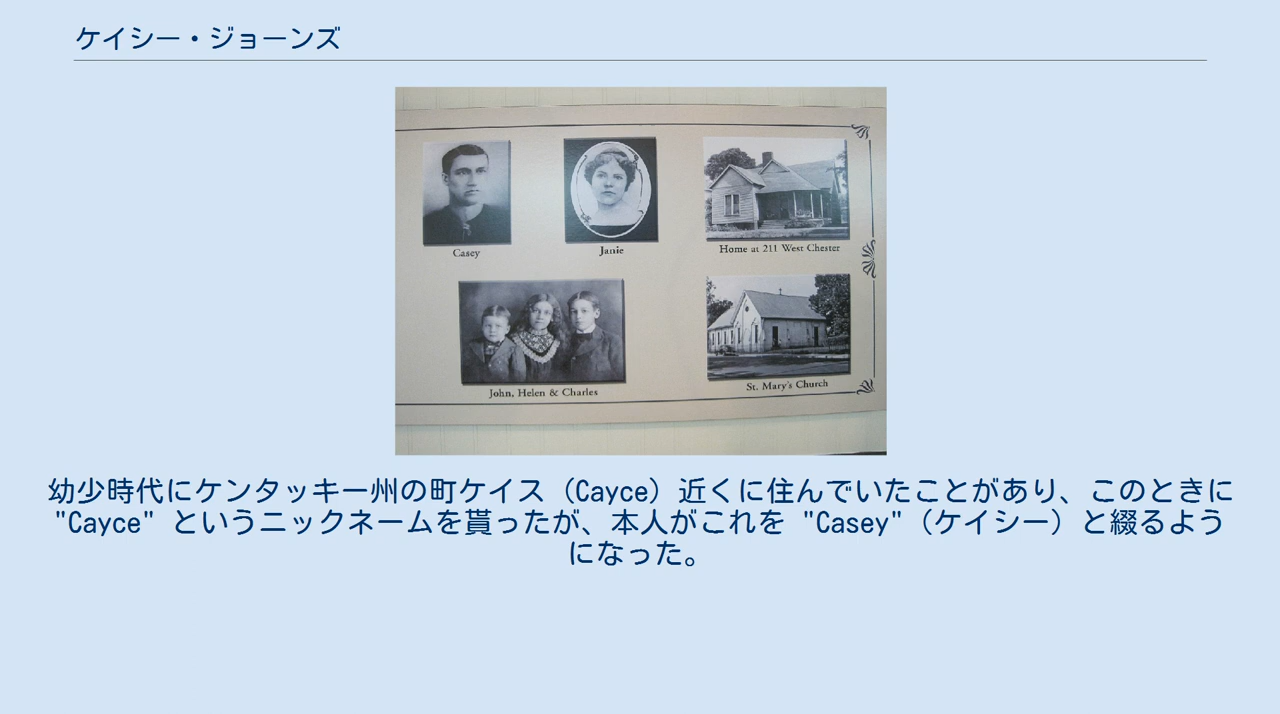 ケイシー・ジョーンズ
Casey
Janie
Home at 211 West Chester
John, Helen & Charles
St. Mary's Church
幼少時代にケンタッキー州の町ケイス（Cayce）近くに住んでいたことがあり、このときに
"Cayce" というニックネームを貰ったが、本人がこれを "Casey"（ケイシー）と綴るよう
になった。